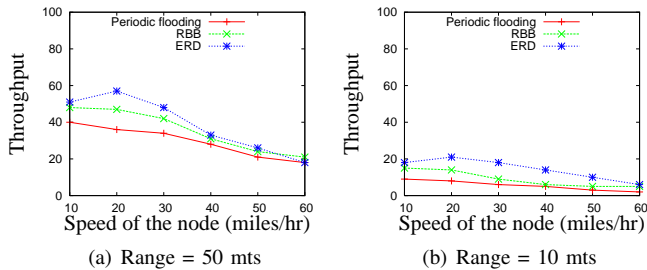 100
80
60
40
20
0
Throughput
Periodic flooding
RBB
ERD
10 20 30 40 50 60
Speed of the node (miles/hr)
(a) Range = 50 mts
100
80
60
40
20
0
Throughput
Periodic flooding
RBB
ERD
10 20 30 40 50 60
Speed of the node (miles/hr)
(b) Range = 10 mts